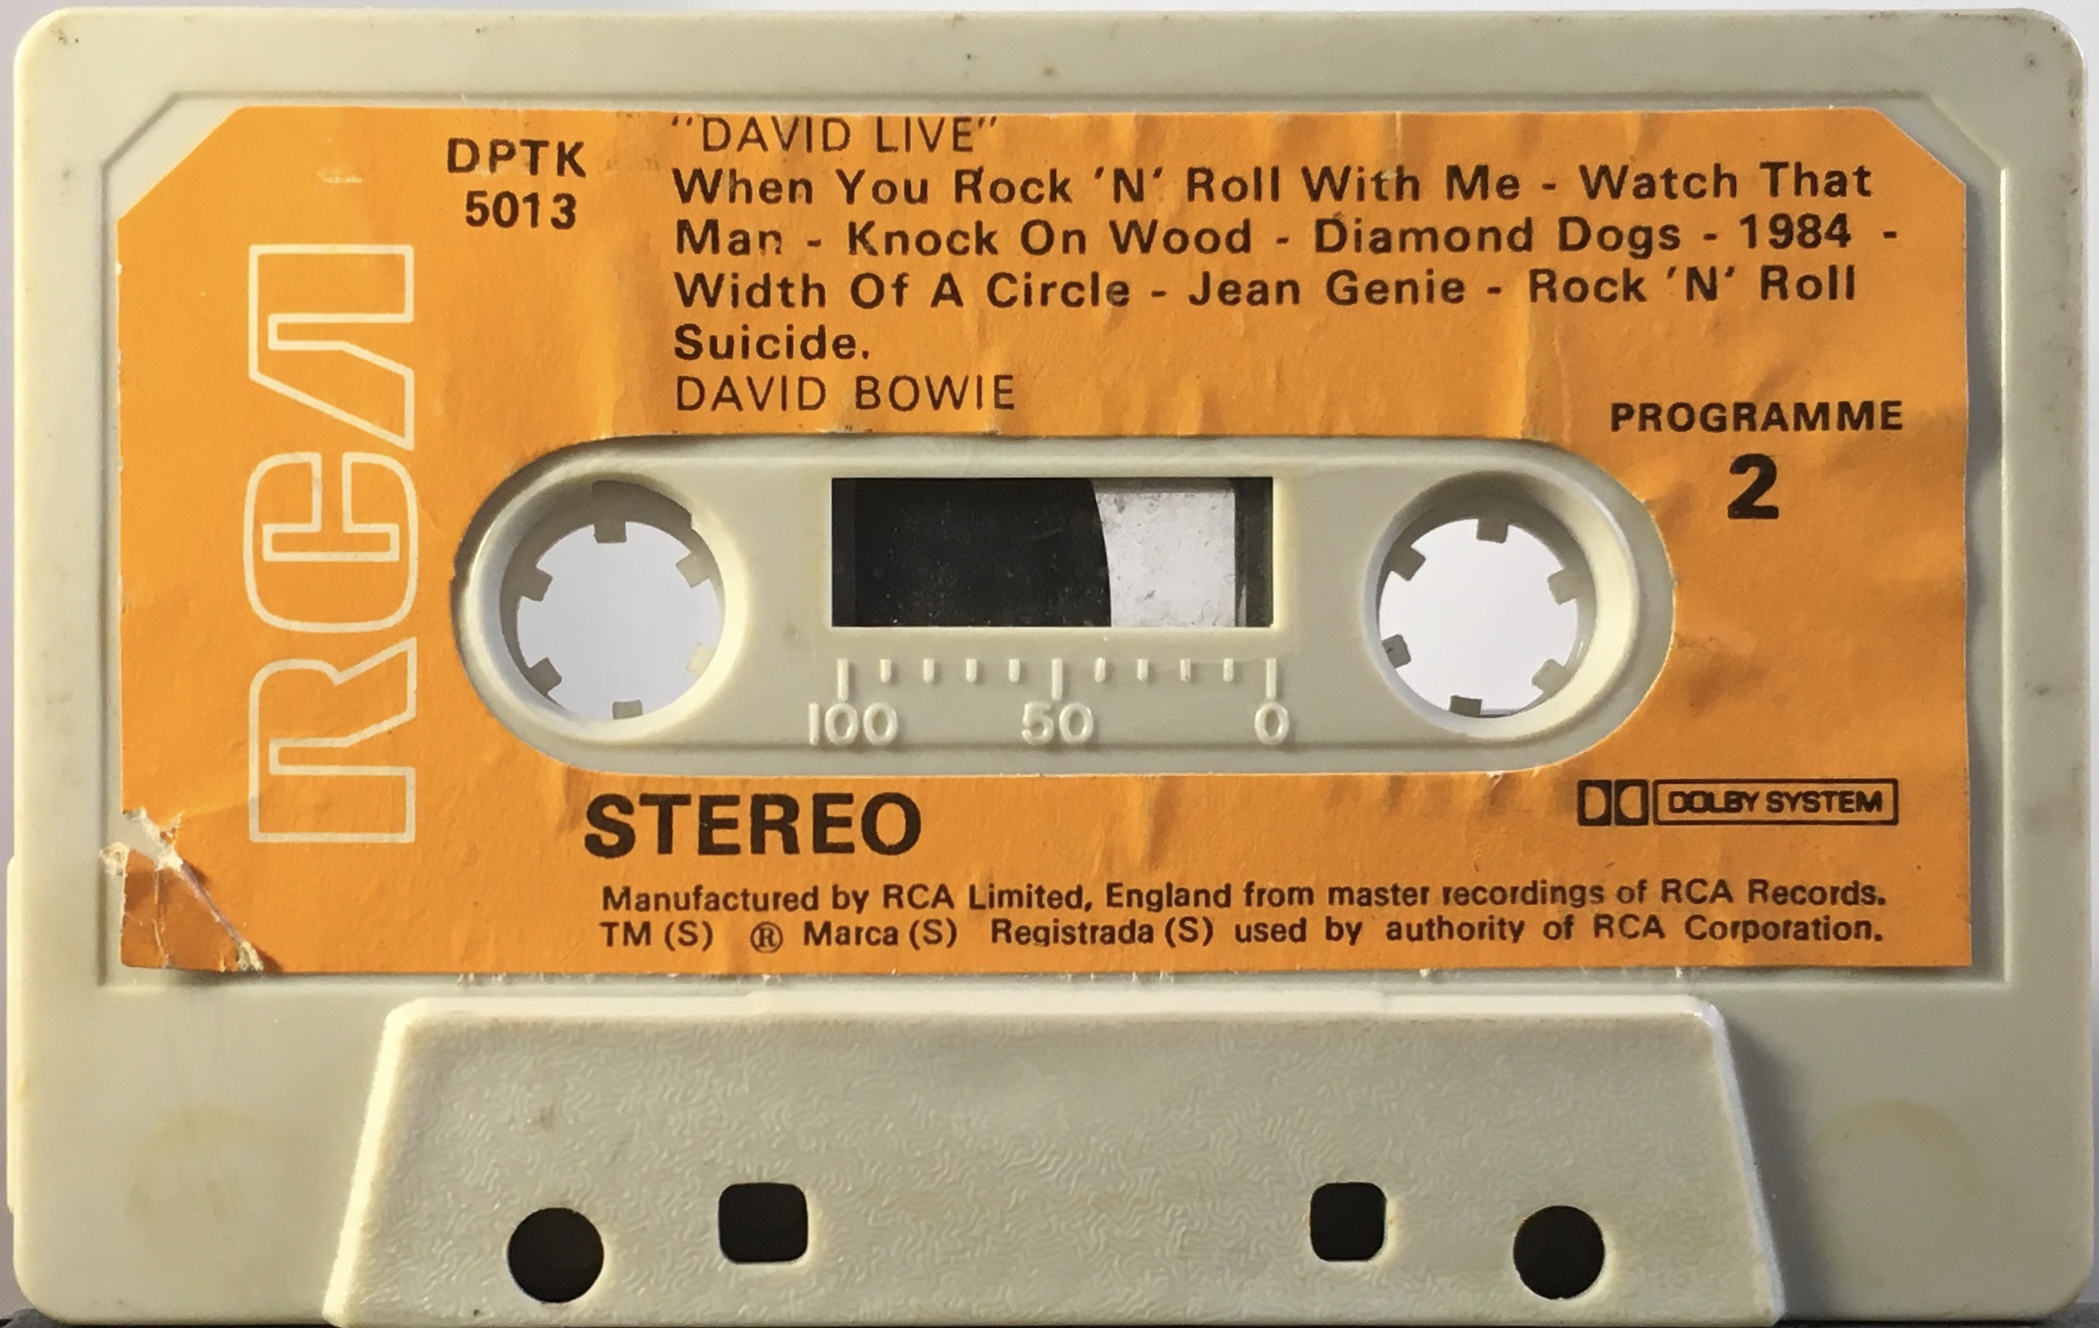 RCA
DPTK
5013
"DAVID LIVE"
When You Rock 'N' Roll With Me - Watch That
Man - Knock On Wood - Diamond Dogs - 1984 -
Width Of A Circle - Jean Genie - Rock 'N' Roll
Suicide.
DAVID BOWIE
PROGRAMME
2
100 50 0
STEREO
DOLBY SYSTEM
Manufactured by RCA Limited, England from master recordings of RCA Records.
TM (S) ® Marca (S) Registrada (S) used by authority of RCA Corporation.